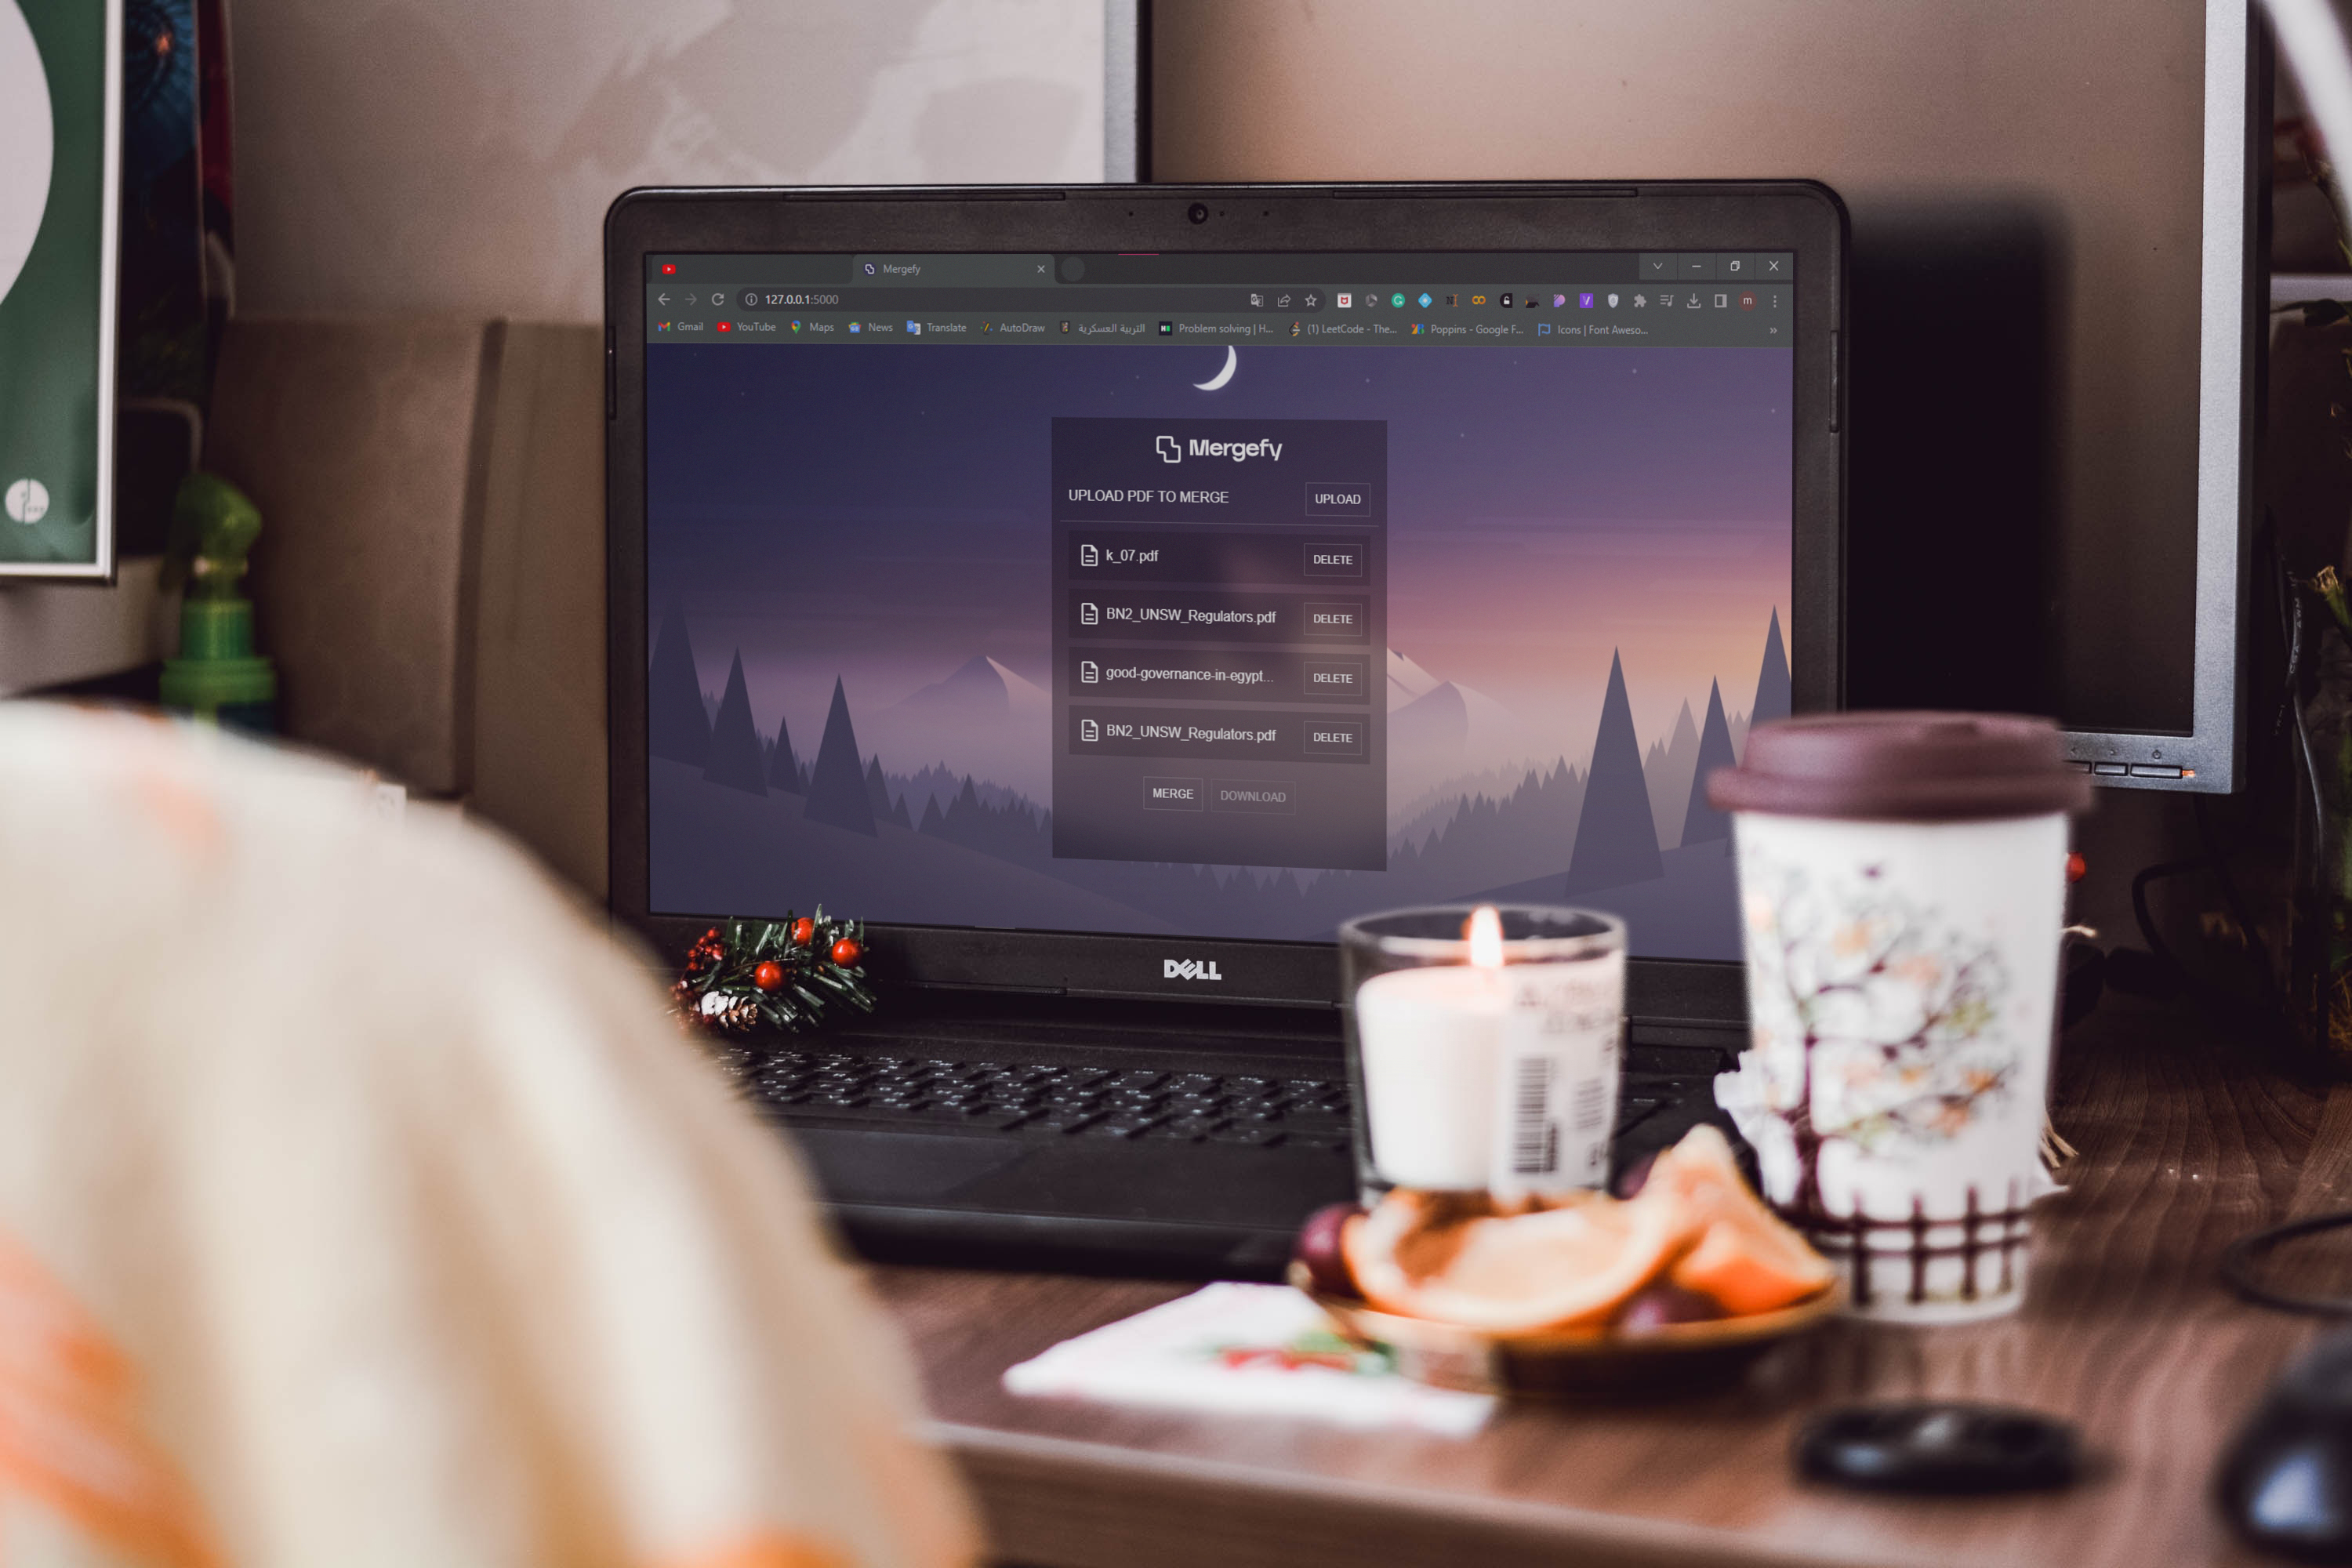 Mergefy
127.0.0.1:5000
Gmail YouTube Maps News Translate AutoDraw التربية العسكرية Problem solving | H... (1) LeetCode - The... Poppins - Google F... Icons | Font Aweso... »
Mergefy
UPLOAD PDF TO MERGE UPLOAD
k_07.pdf DELETE
BN2_UNSW_Regulators.pdf DELETE
good-governance-in-egypt... DELETE
BN2_UNSW_Regulators.pdf DELETE
MERGE DOWNLOAD
DELL